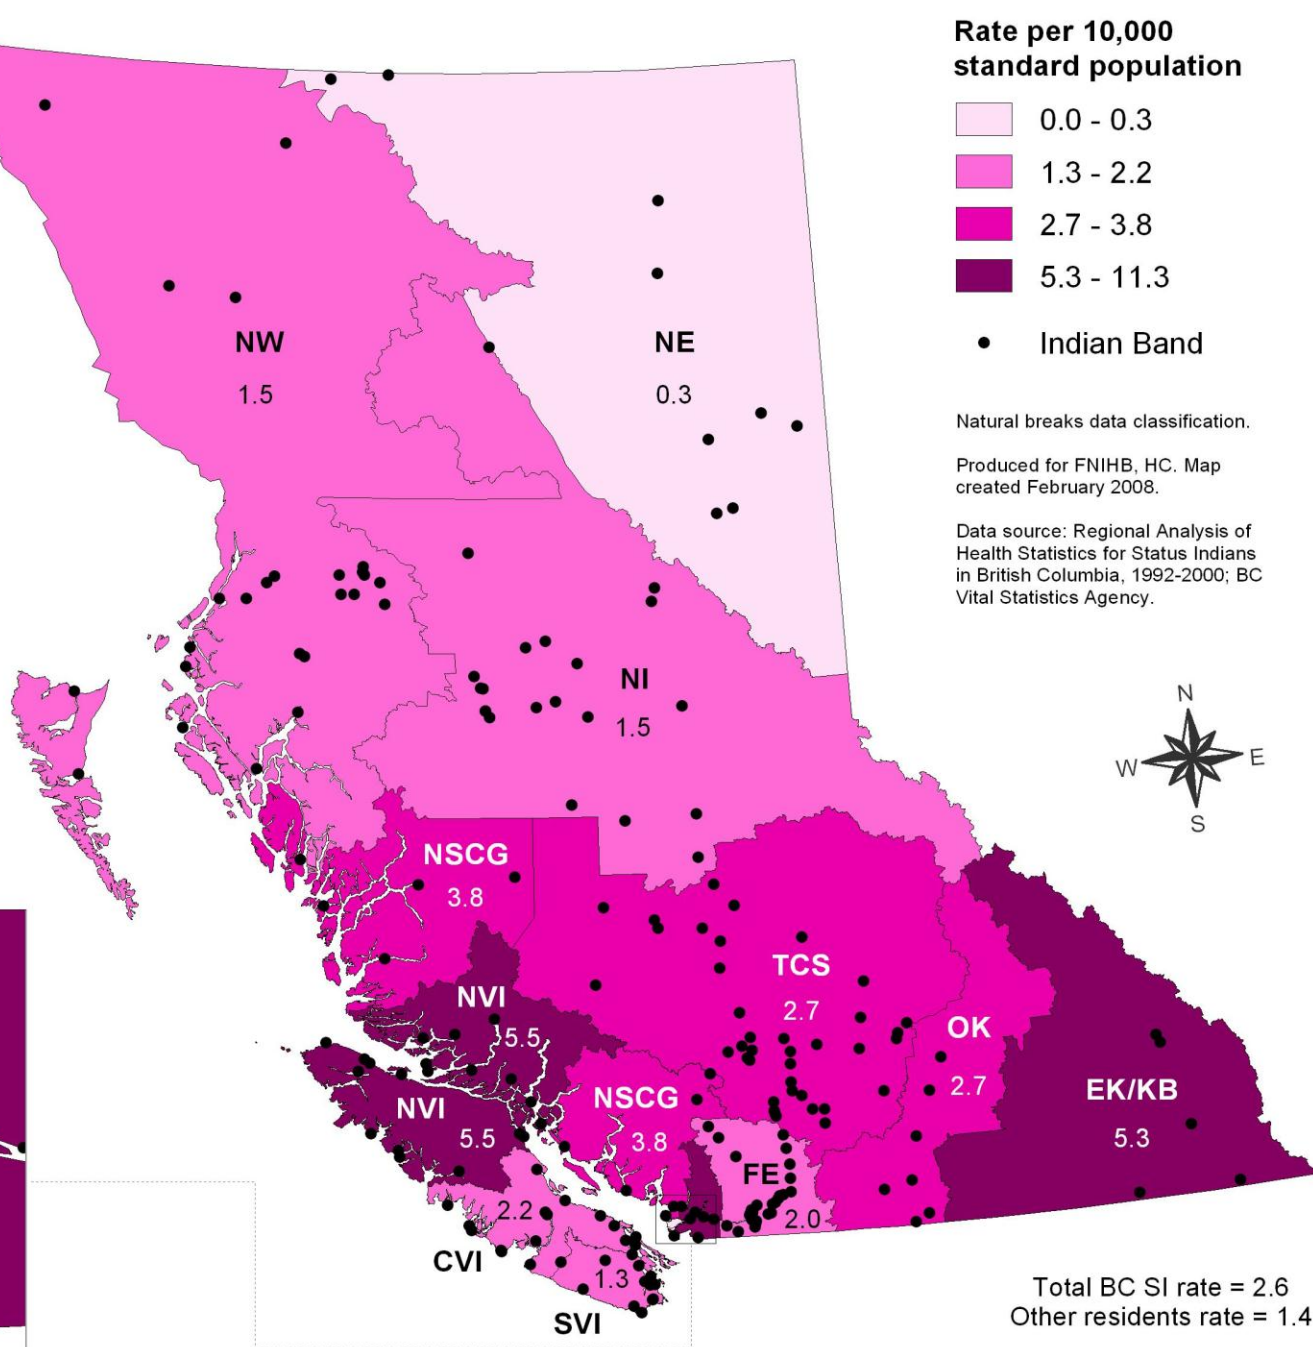 Rate per 10,000
standard population
0.0 - 0.3
1.3 - 2.2
2.7 - 3.8
5.3 - 11.3
Indian Band
NW
1.5
NE
0.3
Natural breaks data classification.
Produced for FNIHB, HC. Map
created February 2008.
Data source: Regional Analysis of
Health Statistics for Status Indians
in British Columbia, 1992-2000; BC
Vital Statistics Agency.
NI
1.5
N
W
E
S
NSCG
3.8
TCS
2.7
NVI
5.5
OK
2.7
NVI
5.5
NSCG
3.8
EK/KB
5.3
FE
2.0
2.2
CVI
1.3
SVI
Total BC SI rate = 2.6
Other residents rate = 1.4